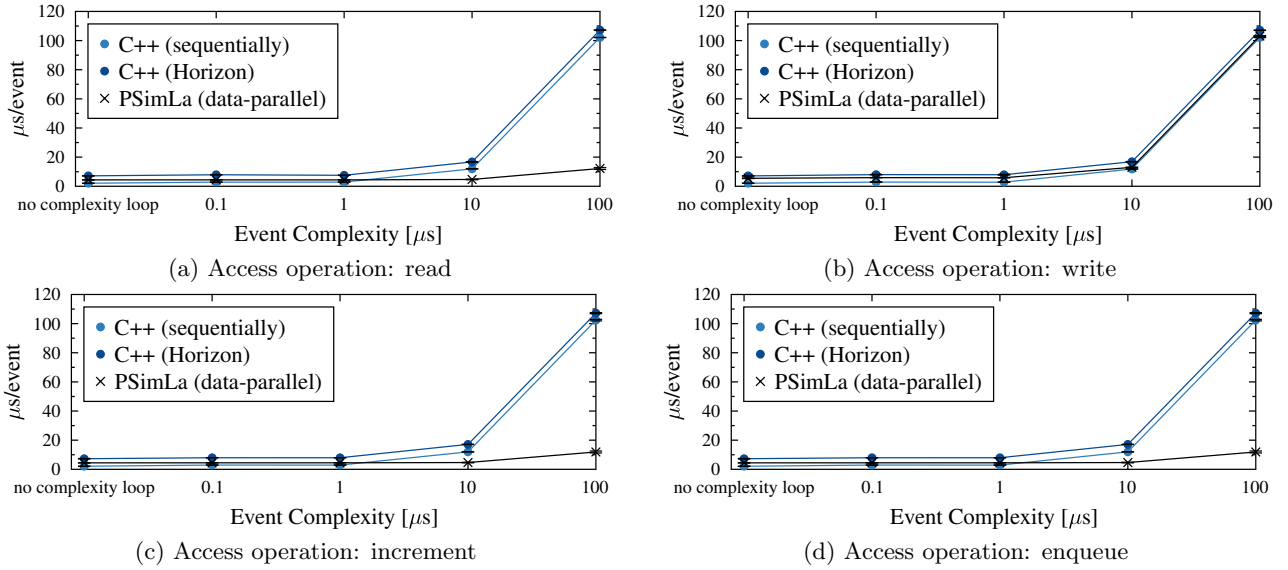 120
100
80
60
40
20
0
µs/event
C++ (sequentially)
C++ (Horizon)
PSimLa (data-parallel)
no complexity loop 0.1 1 10 100
Event Complexity [µs]
(a) Access operation: read
120
100
80
60
40
20
0
µs/event
C++ (sequentially)
C++ (Horizon)
PSimLa (data-parallel)
no complexity loop 0.1 1 10 100
Event Complexity [µs]
(b) Access operation: write
120
100
80
60
40
20
0
µs/event
C++ (sequentially)
C++ (Horizon)
PSimLa (data-parallel)
no complexity loop 0.1 1 10 100
Event Complexity [µs]
(c) Access operation: increment
120
100
80
60
40
20
0
µs/event
C++ (sequentially)
C++ (Horizon)
PSimLa (data-parallel)
no complexity loop 0.1 1 10 100
Event Complexity [µs]
(d) Access operation: enqueue